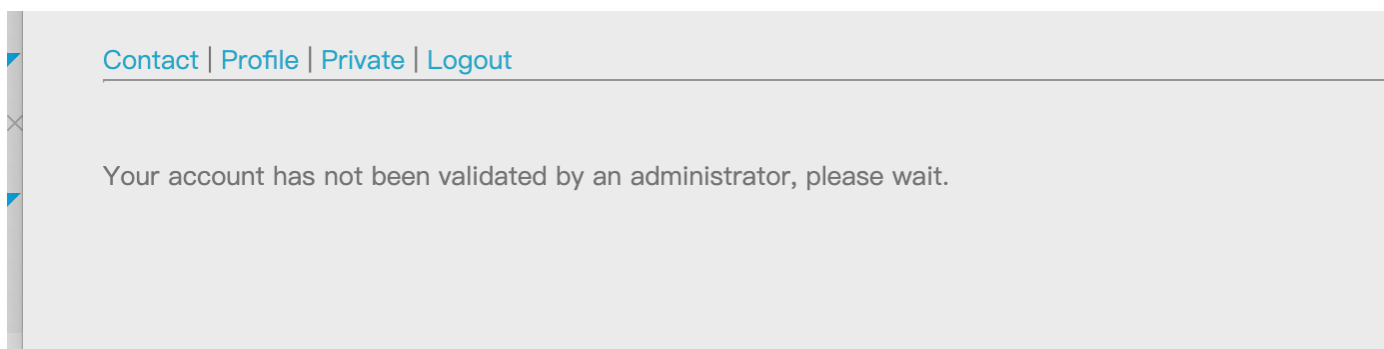 Contact | Profile | Private | Logout
Your account has not been validated by an administrator, please wait.